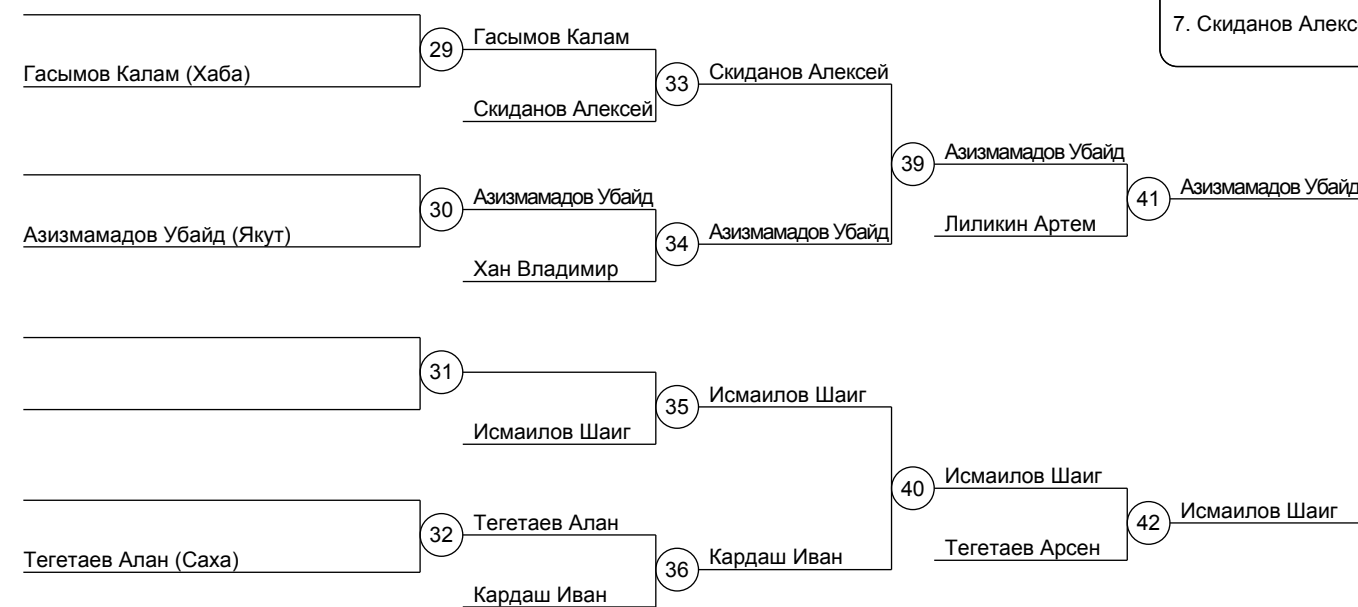 7. Скиданов Алекс
29
Гасымов Калам
Гасымов Калам (Хаба)
33
Скиданов Алексей
Скиданов Алексей
39
Азизмамадов Убайд
30
Азизмамадов Убайд
Азизмамадов Убайд (Якут)
34
Азизмамадов Убайд
Хан Владимир
41
Азизмамадов Убайд
Лиликин Артем
31
35
Исмаилов Шаиг
Исмаилов Шаиг
40
Исмаилов Шаиг
32
Тегетаев Алан
Тегетаев Алан (Саха)
36
Кардаш Иван
Кардаш Иван
42
Исмаилов Шаиг
Тегетаев Арсен